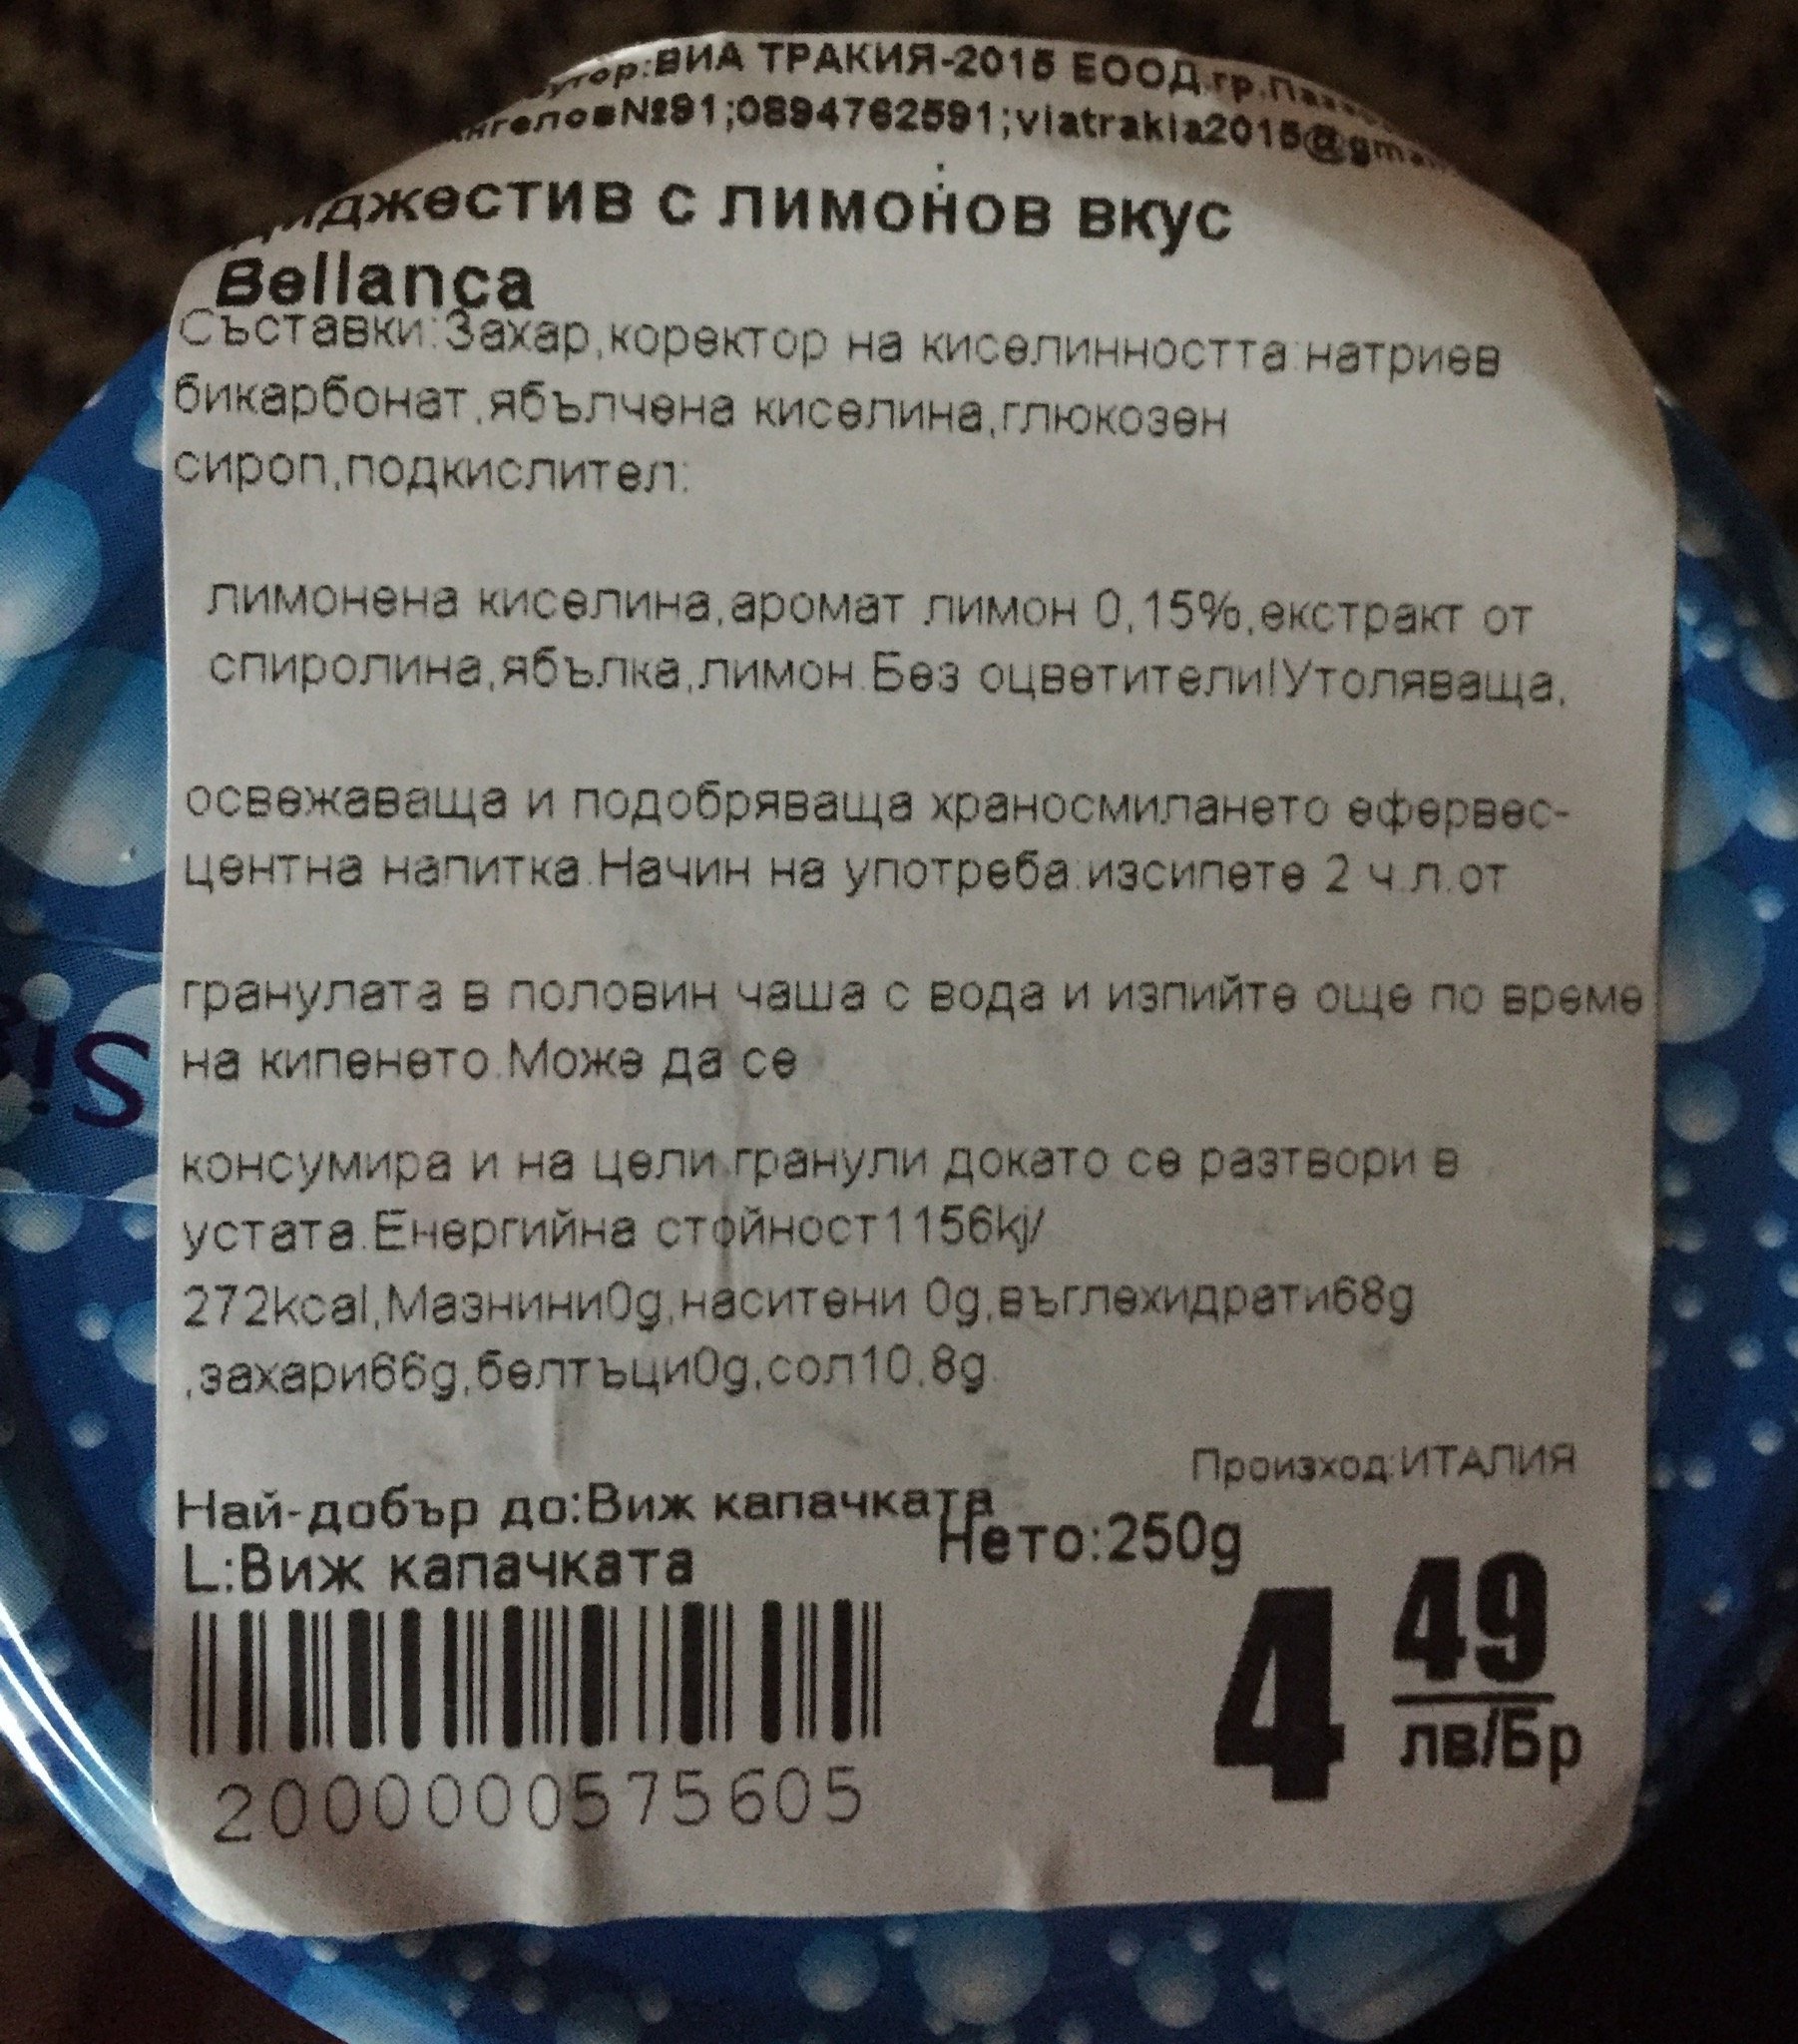 ВИА ТРАКИЯ-2015 ЕООД,гр.
№91;0894762591;viatrakia2015@gm
Диджестив с лимонов вкус
Bellanca
Съставки:Захар,коректор на киселинността:натриев
бикарбонат,ябълчена киселина,глюкозен
сироп,подкислител:
лимонена киселина,аромат лимон 0,15%,екстракт от
спиролина,ябълка,лимон.Без оцветители!Утоляваща,
освежаваща и подобряваща храносмилането ефервес-
центна напитка.Начин на употреба:изсипете 2 ч.л.от
гранулата в половин чаша с вода и изпийте още по време
на кипенето.Може да се
консумира и на цели гранули докато се разтвори в
устата.Енергийна стойност1156kj/
272kcal,Мазнини0g,наситени 0g,въглехидрати68g
,захари66g,белтъци0g,сол10,8g.
Произход:ИТАЛИЯ
Най-добър до:Виж капачката
Нето:250g
L:Виж капачката
4 49
лв/Бр
2000000575605